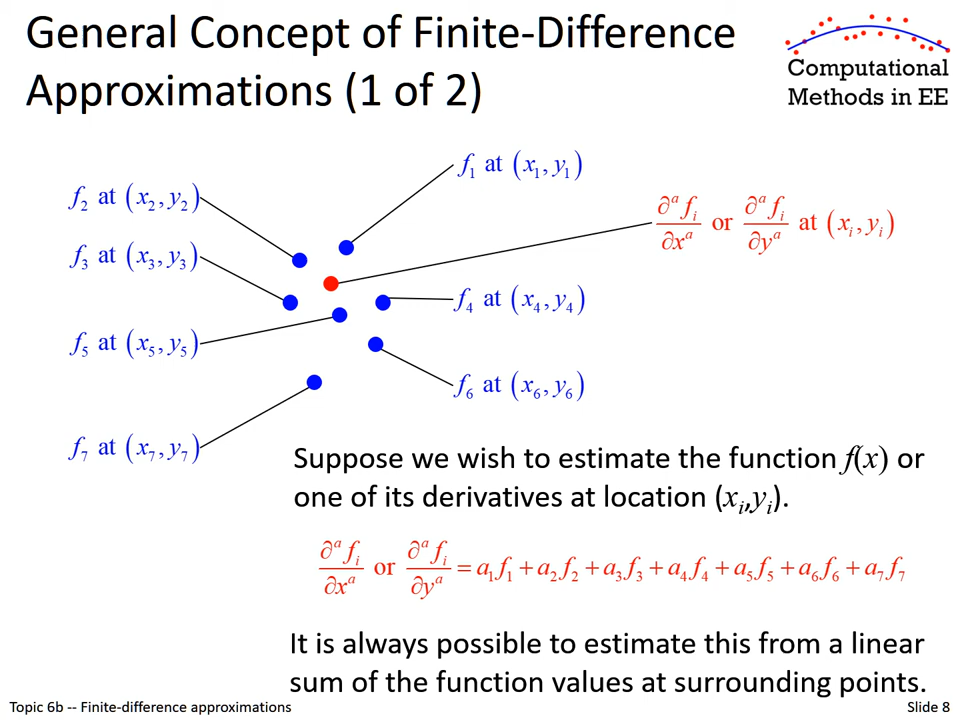 General Concept of Finite-Difference
Approximations (1 of 2)
Computational
Methods in EE
f₁ at (x₁, y₁)
f₂ at (x₂, y₂)
∂ᵃfᵢ/∂xᵃ or ∂ᵃfᵢ/∂yᵃ at (xᵢ, yᵢ)
f₃ at (x₃, y₃)
f₄ at (x₄, y₄)
f₅ at (x₅, y₅)
f₆ at (x₆, y₆)
f₇ at (x₇, y₇)
Suppose we wish to estimate the function f(x) or
one of its derivatives at location (xᵢ,yᵢ).
∂ᵃfᵢ/∂xᵃ or ∂ᵃfᵢ/∂yᵃ = a₁f₁ + a₂f₂ + a₃f₃ + a₄f₄ + a₅f₅ + a₆f₆ + a₇f₇
It is always possible to estimate this from a linear
sum of the function values at surrounding points.
Topic 6b -- Finite-difference approximations
Slide 8